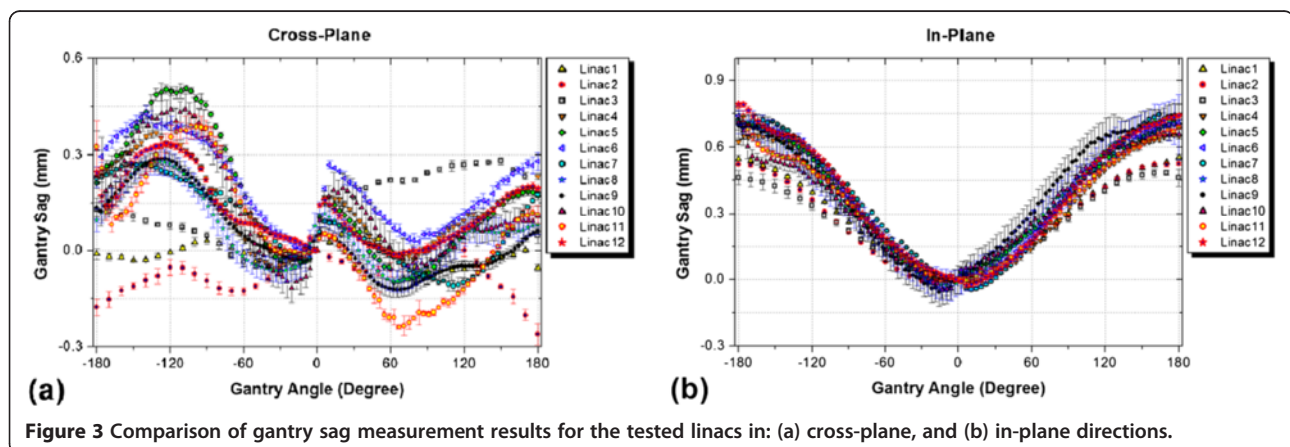 Cross-Plane
Gantry Sag (mm)
0.6
0.3
0.0
-0.3
-180 -120 -60 0 60 120 180
Gantry Angle (Degree)
(a)
Linac1
Linac2
Linac3
Linac4
Linac5
Linac6
Linac7
Linac8
Linac9
Linac10
Linac11
Linac12
In-Plane
Gantry Sag (mm)
0.9
0.6
0.3
0.0
-0.3
-180 -120 -60 0 60 120 180
Gantry Angle (Degree)
(b)
Linac1
Linac2
Linac3
Linac4
Linac5
Linac6
Linac7
Linac8
Linac9
Linac10
Linac11
Linac12
Figure 3 Comparison of gantry sag measurement results for the tested linacs in: (a) cross-plane, and (b) in-plane directions.